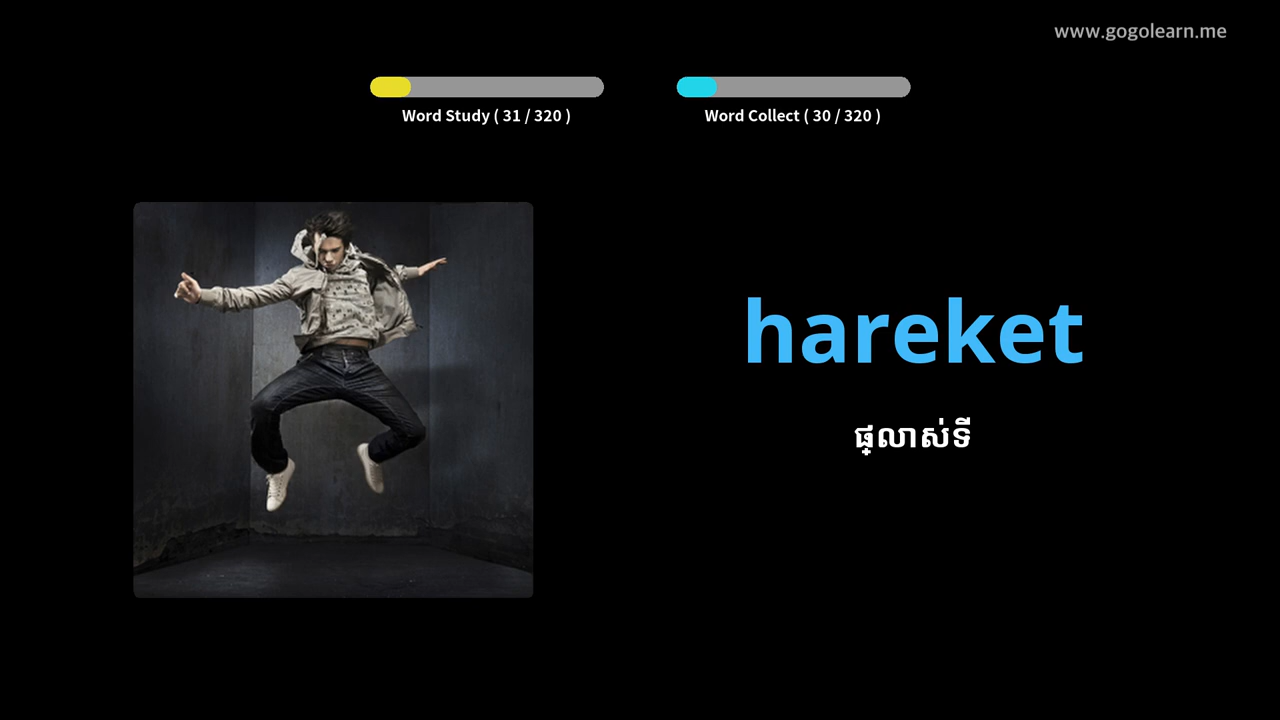 www.gogolearn.me
Word Study ( 31 / 320 )
Word Collect ( 30 / 320 )
hareket
ផ្លាស់ទី